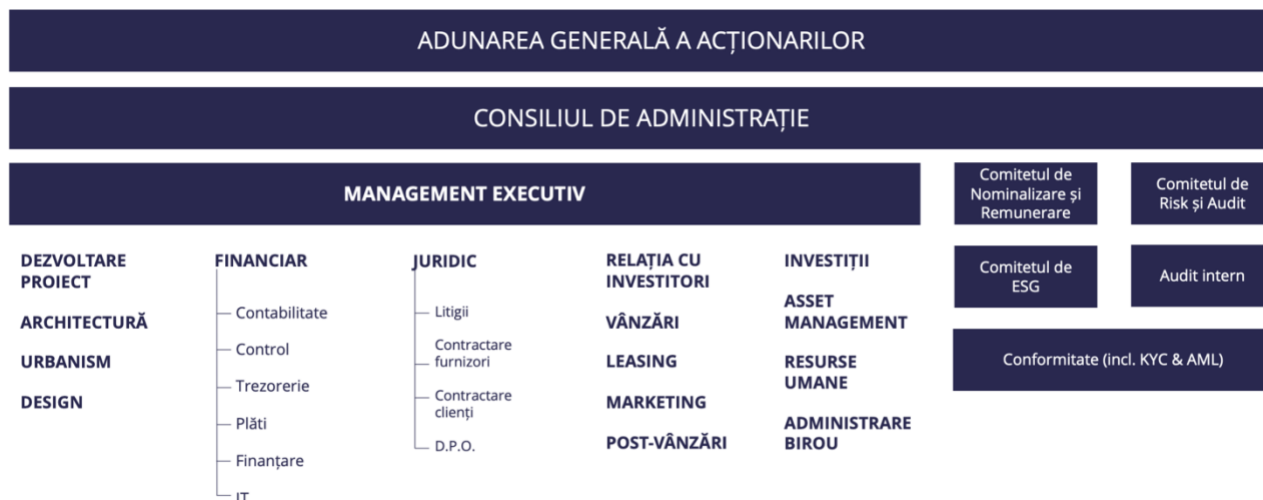 ADUNAREA GENERALĂ A ACȚIONARILOR
CONSILIUL DE ADMINISTRAȚIE
MANAGEMENT EXECUTIV
Comitetul de
Nominalizare și
Remunerare
Comitetul de
Risk și Audit
Comitetul de
ESG
Audit intern
Conformitate (incl. KYC & AML)
DEZVOLTARE
PROIECT
ARCHITECTURĂ
URBANISM
DESIGN
FINANCIAR
Contabilitate
Control
Trezorerie
Plăti
Finanțare
IT
JURIDIC
Litigii
Contractare
furnizori
Contractare
clienți
D.P.O.
RELAȚIA CU
INVESTITORI
VÂNZĂRI
LEASING
MARKETING
POST-VÂNZĂRI
INVESTIȚII
ASSET
MANAGEMENT
RESURSE
UMANE
ADMINISTRARE
BIROU